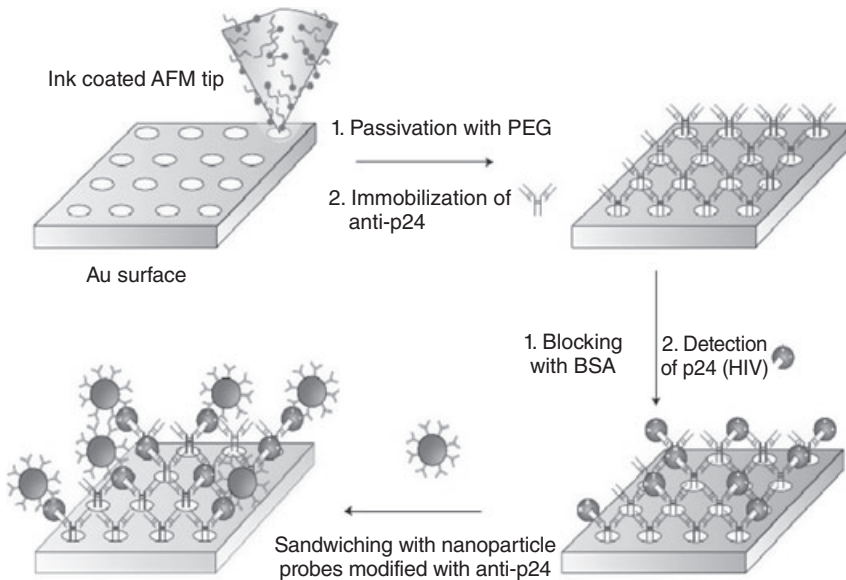 Ink coated AFM tip
1. Passivation with PEG
2. Immobilization of
anti-p24
Au surface
1. Blocking
with BSA
2. Detection
of p24 (HIV)
Sandwiching with nanoparticle
probes modified with anti-p24